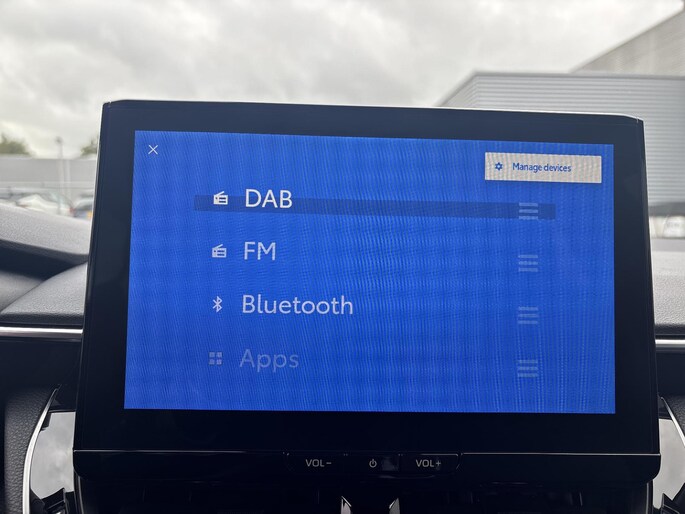 Manage devices
DAB
FM
Bluetooth
Apps
VOL- VOL+